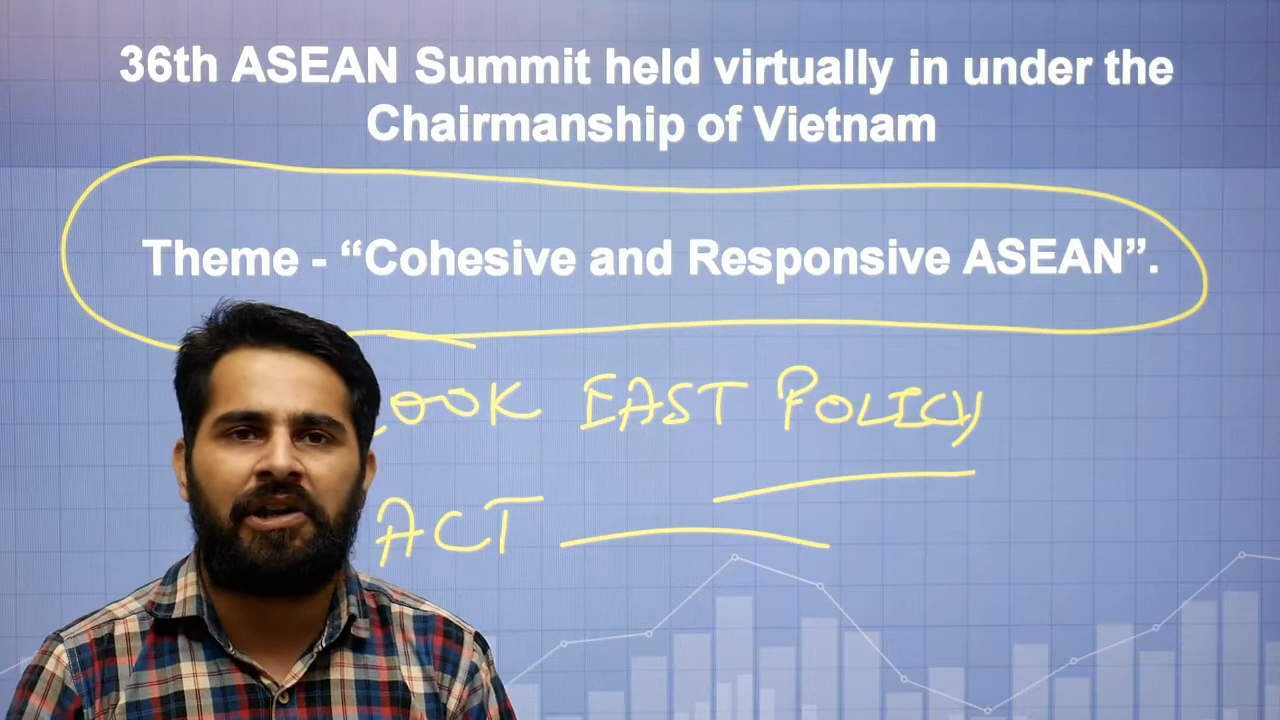 36th ASEAN Summit held virtually in under the
Chairmanship of Vietnam
Theme - “Cohesive and Responsive ASEAN”.
OOK EAST POLICY
ACT